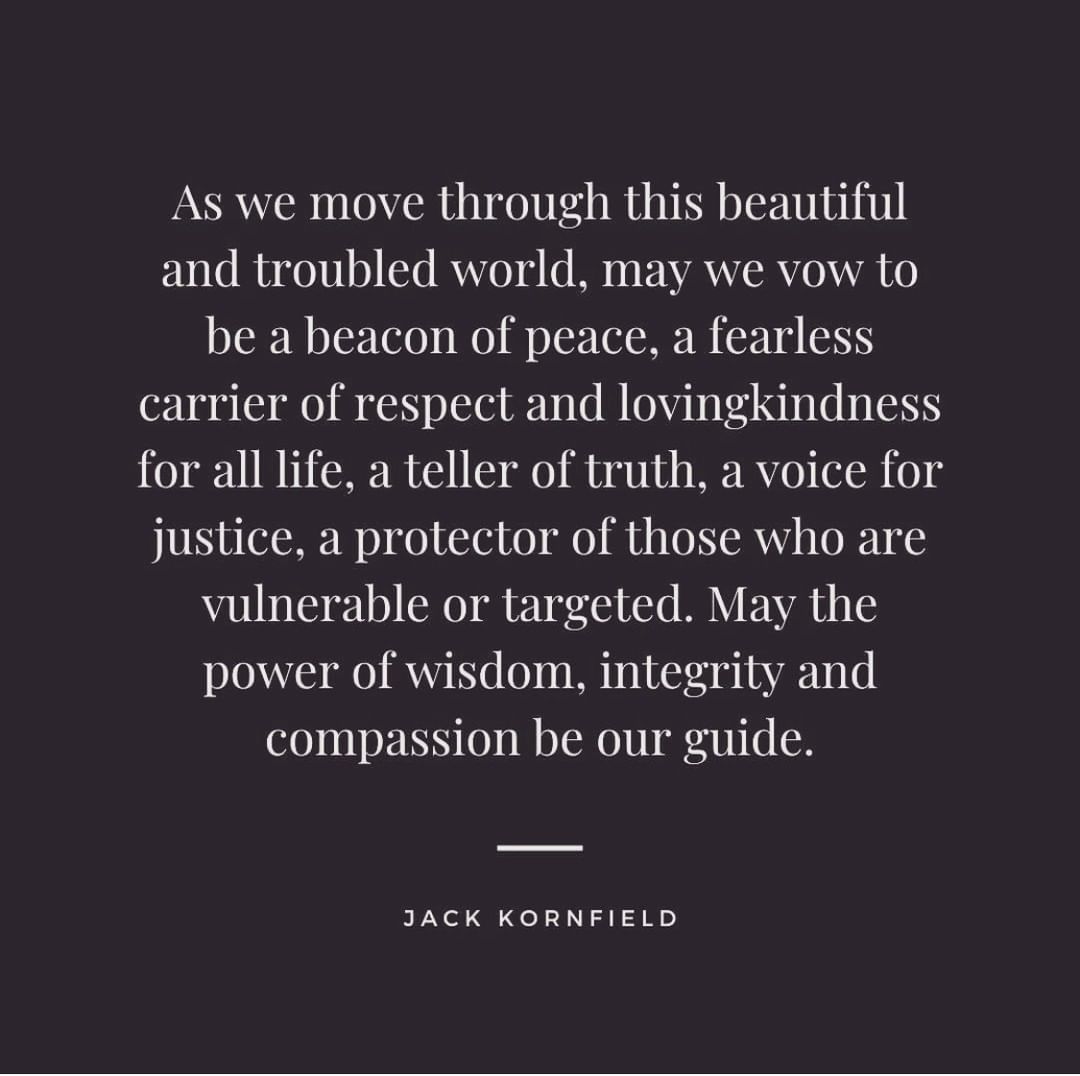 As we move through this beautiful
and troubled world, may we vow to
be a beacon of peace, a fearless
carrier of respect and lovingkindness
for all life, a teller of truth, a voice for
justice, a protector of those who are
vulnerable or targeted. May the
power of wisdom, integrity and
compassion be our guide.
JACK KORNFIELD